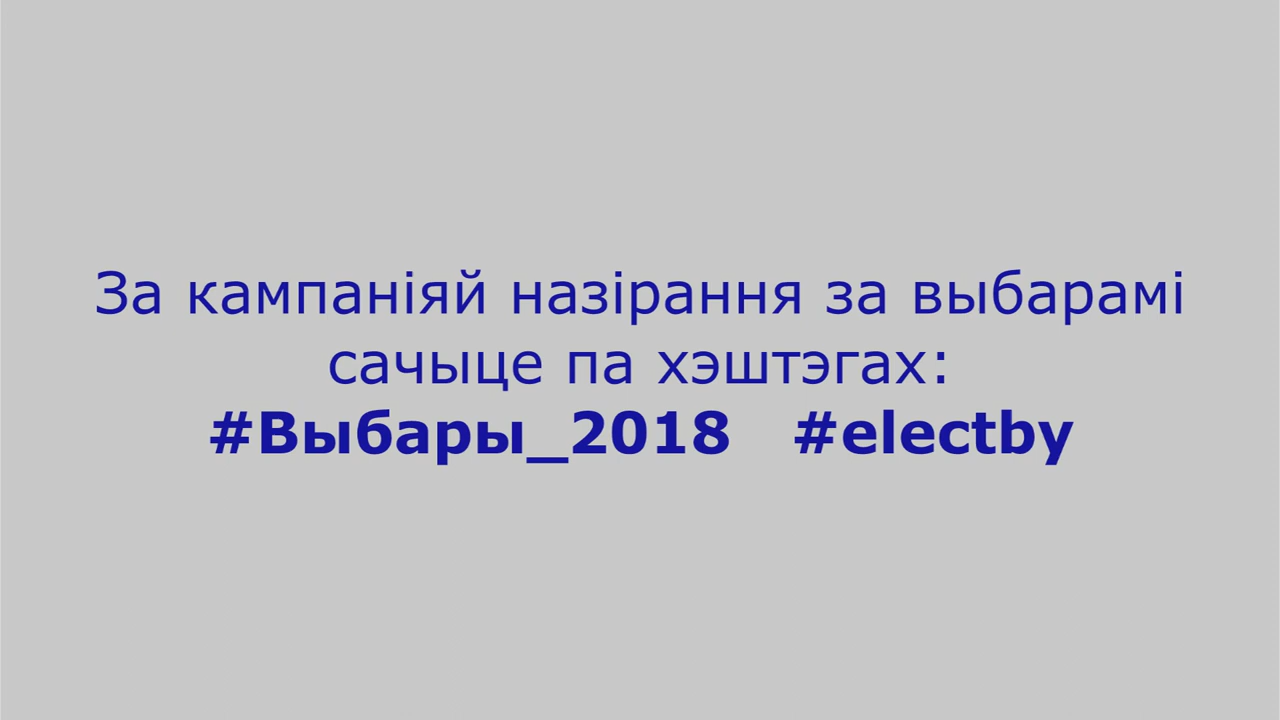 За кампаніяй назірання за выбарамі
сачыце па хэштэгах:
#Выбары_2018 #electby